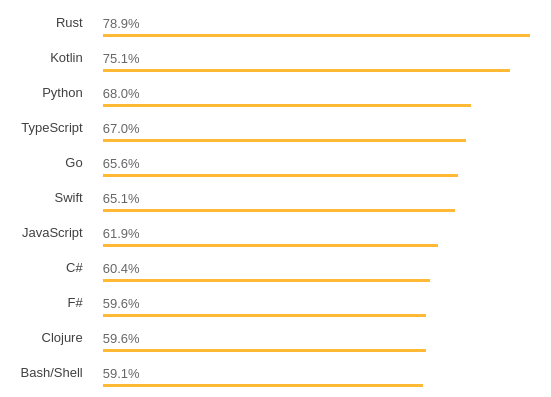 Rust 78.9%
Kotlin 75.1%
Python 68.0%
TypeScript 67.0%
Go 65.6%
Swift 65.1%
JavaScript 61.9%
C# 60.4%
F# 59.6%
Clojure 59.6%
Bash/Shell 59.1%